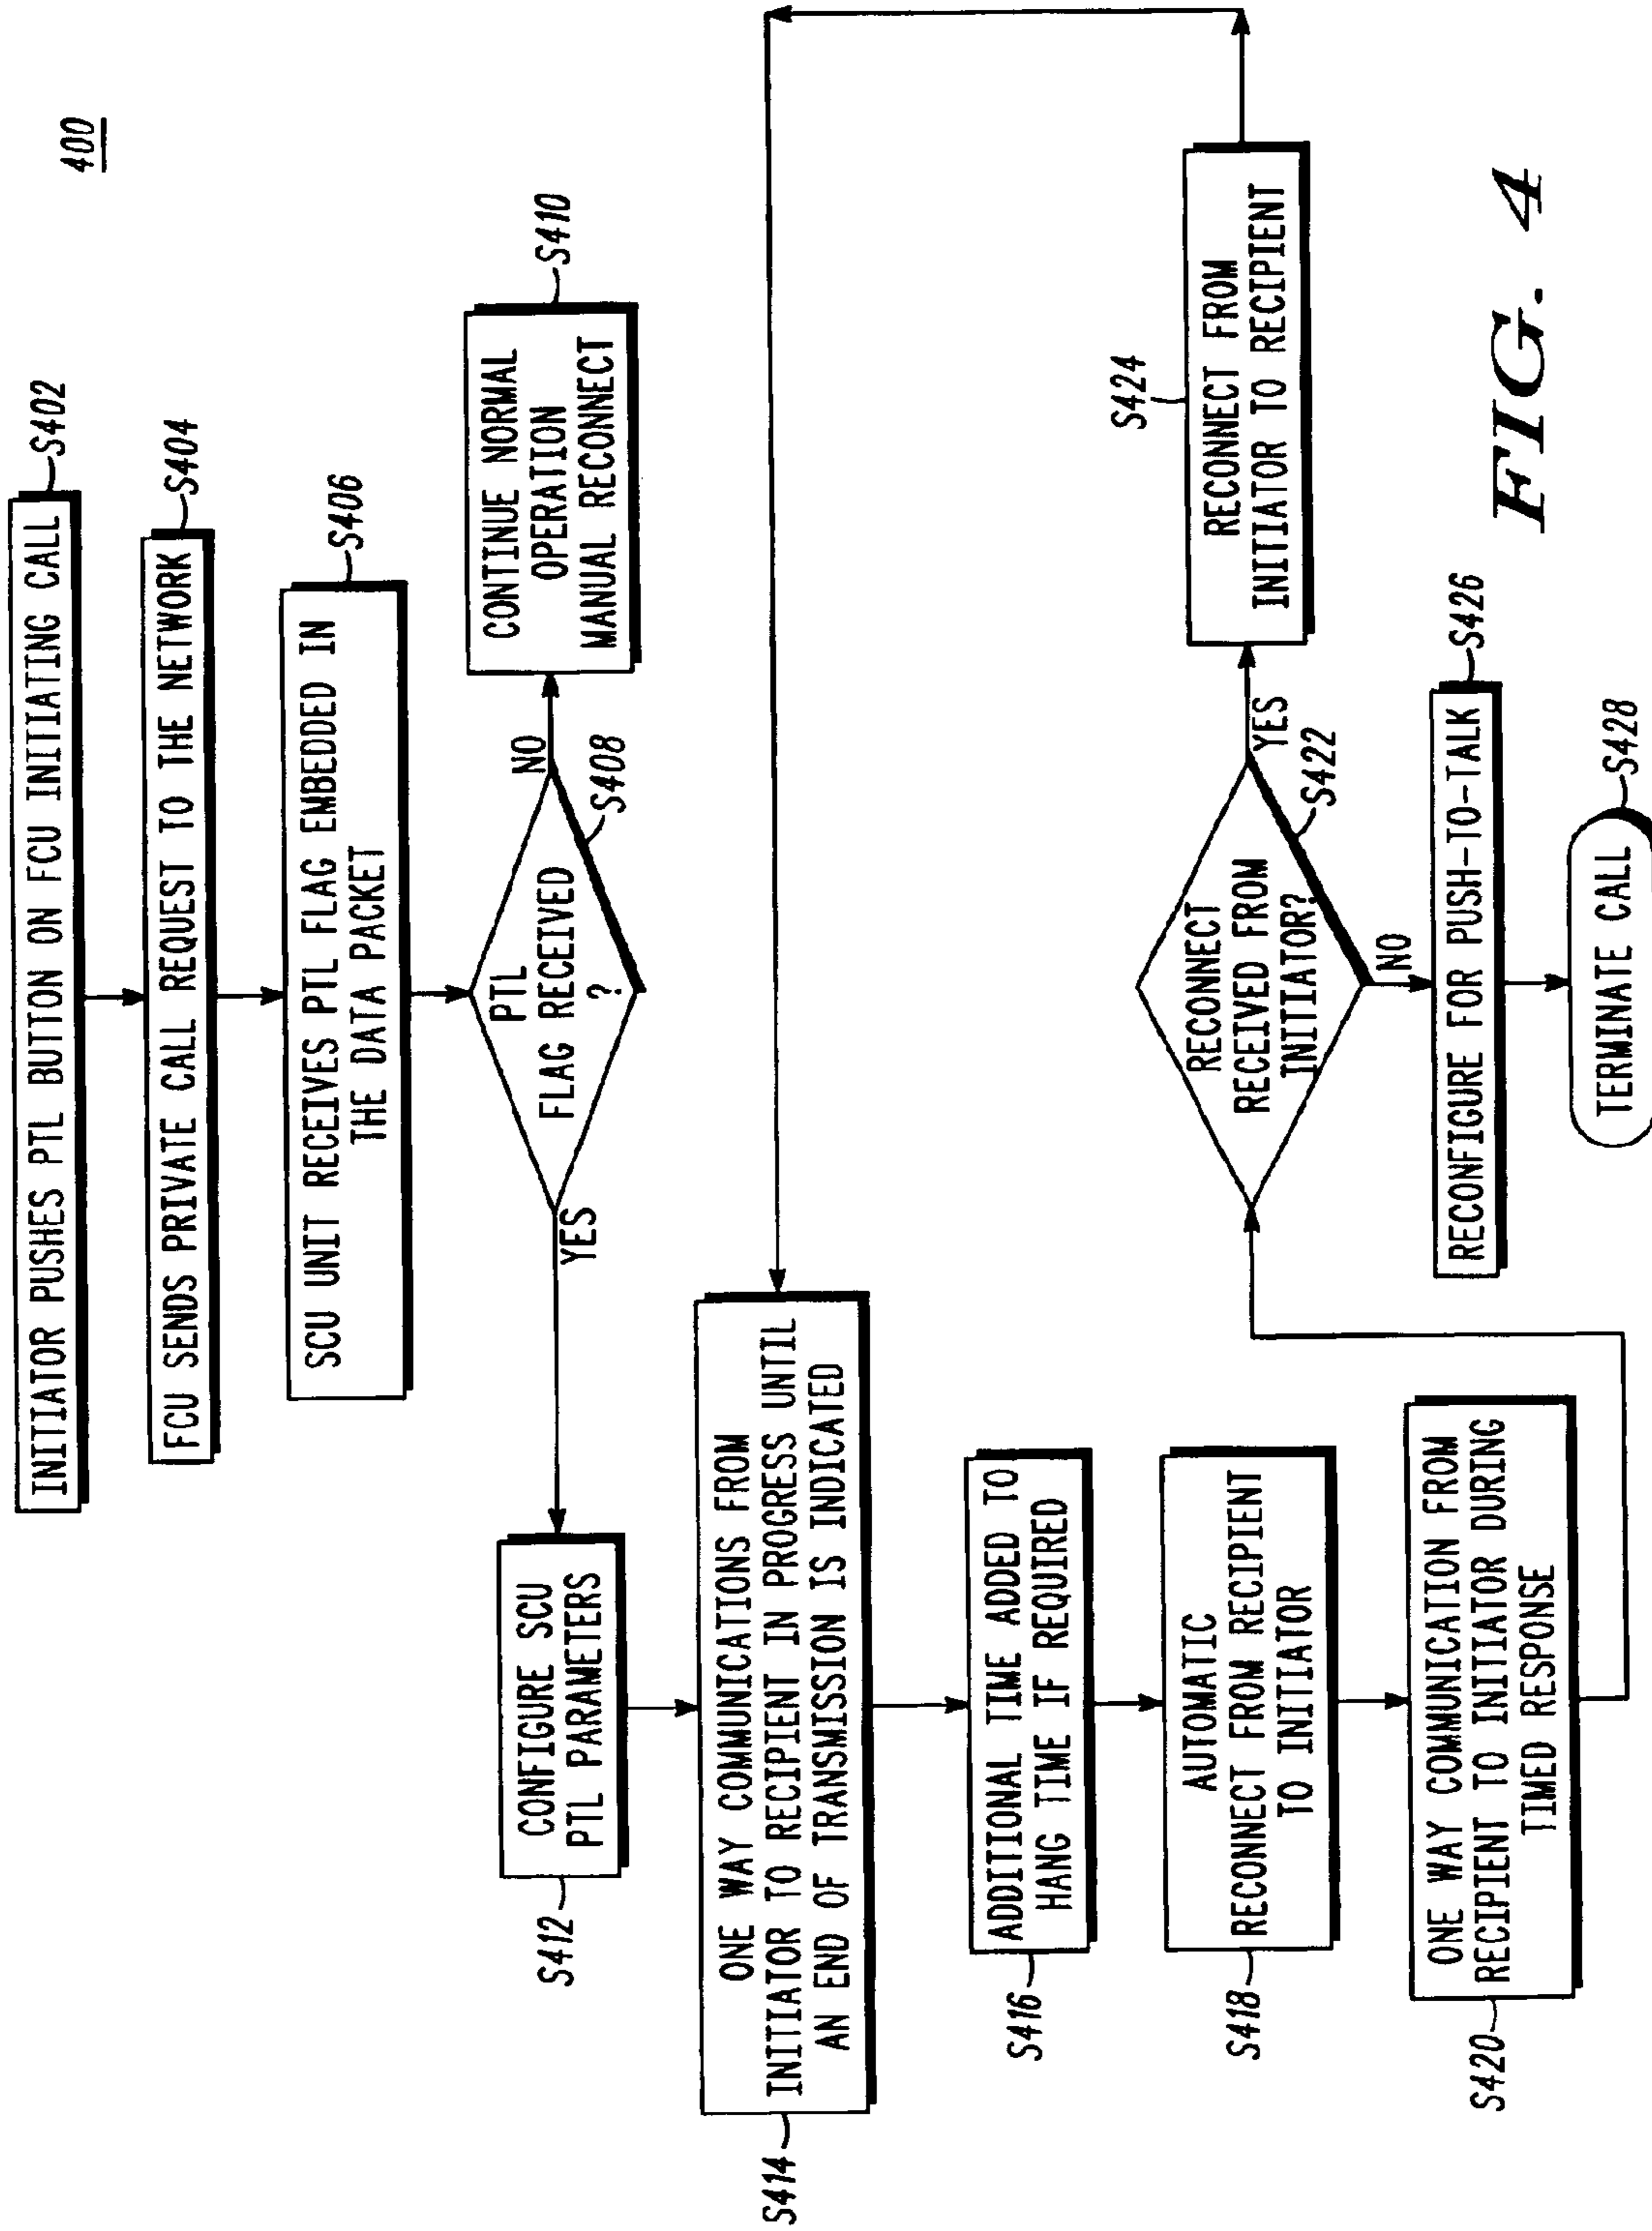 400
INITIATOR PUSHES PTL BUTTON ON FCU INITIATING CALL
S402
FCU SENDS PRIVATE CALL REQUEST TO THE NETWORK
S404
SCU UNIT RECEIVES PTL FLAG EMBEDDED IN
THE DATA PACKET
S406
PTL
FLAG RECEIVED
?
S408
NO
CONTINUE NORMAL
OPERATION
MANUAL RECONNECT
S410
YES
CONFIGURE SCU
PTL PARAMETERS
S412
ONE WAY COMMUNICATIONS FROM
INITIATOR TO RECIPIENT IN PROGRESS UNTIL
AN END OF TRANSMISSION IS INDICATED
S414
ADDITIONAL TIME ADDED TO
HANG TIME IF REQUIRED
S416
AUTOMATIC
RECONNECT FROM RECIPIENT
TO INITIATOR
S418
ONE WAY COMMUNICATION FROM
RECIPIENT TO INITIATOR DURING
TIMED RESPONSE
S420
RECONNECT
RECEIVED FROM
INITIATOR?
S422
YES
RECONNECT FROM
INITIATOR TO RECIPIENT
S424
NO
RECONFIGURE FOR PUSH-TO-TALK
S426
TERMINATE CALL
S428
FIG. 4